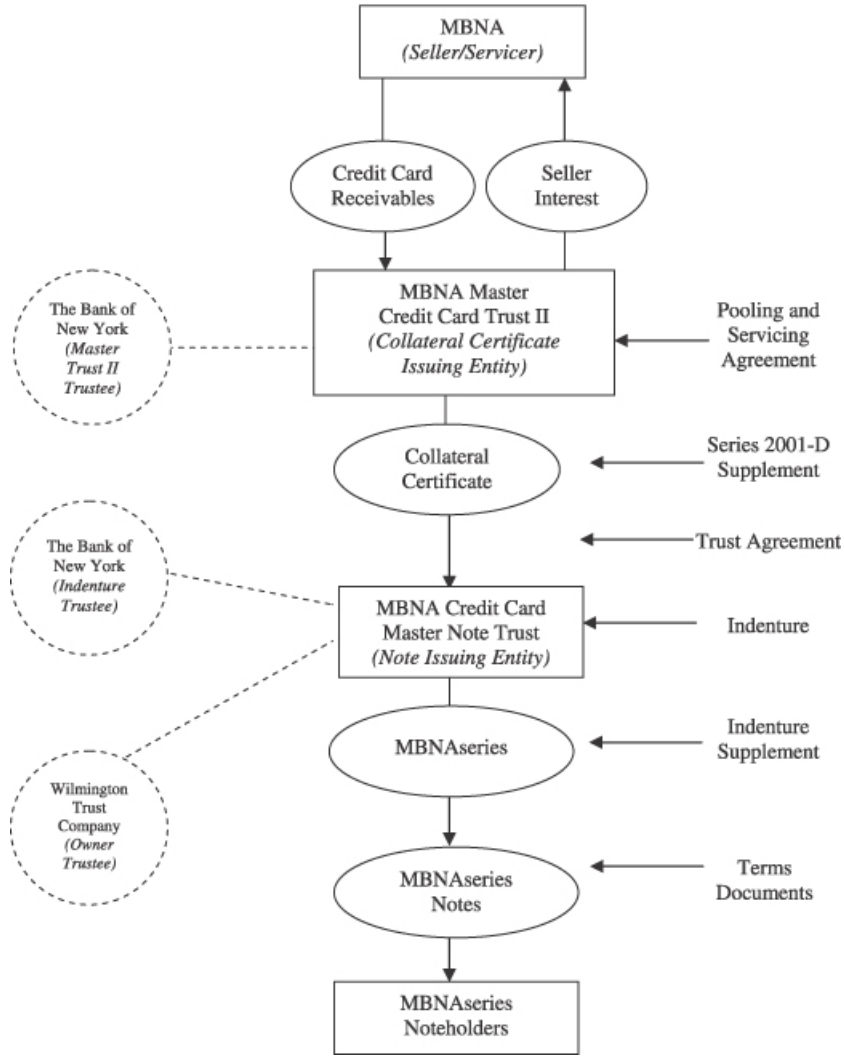 MBNA
(Seller/Servicer)
Credit Card
Receivables
Seller
Interest
The Bank of
New York
(Master
Trust II
Trustee)
MBNA Master
Credit Card Trust II
(Collateral Certificate
Issuing Entity)
Pooling and
Servicing
Agreement
Collateral
Certificate
Series 2001-D
Supplement
Trust Agreement
The Bank of
New York
(Indenture
Trustee)
MBNA Credit Card
Master Note Trust
(Note Issuing Entity)
Indenture
MBNAseries
Indenture
Supplement
Wilmington
Trust
Company
(Owner
Trustee)
MBNAseries
Notes
Terms
Documents
MBNAseries
Noteholders